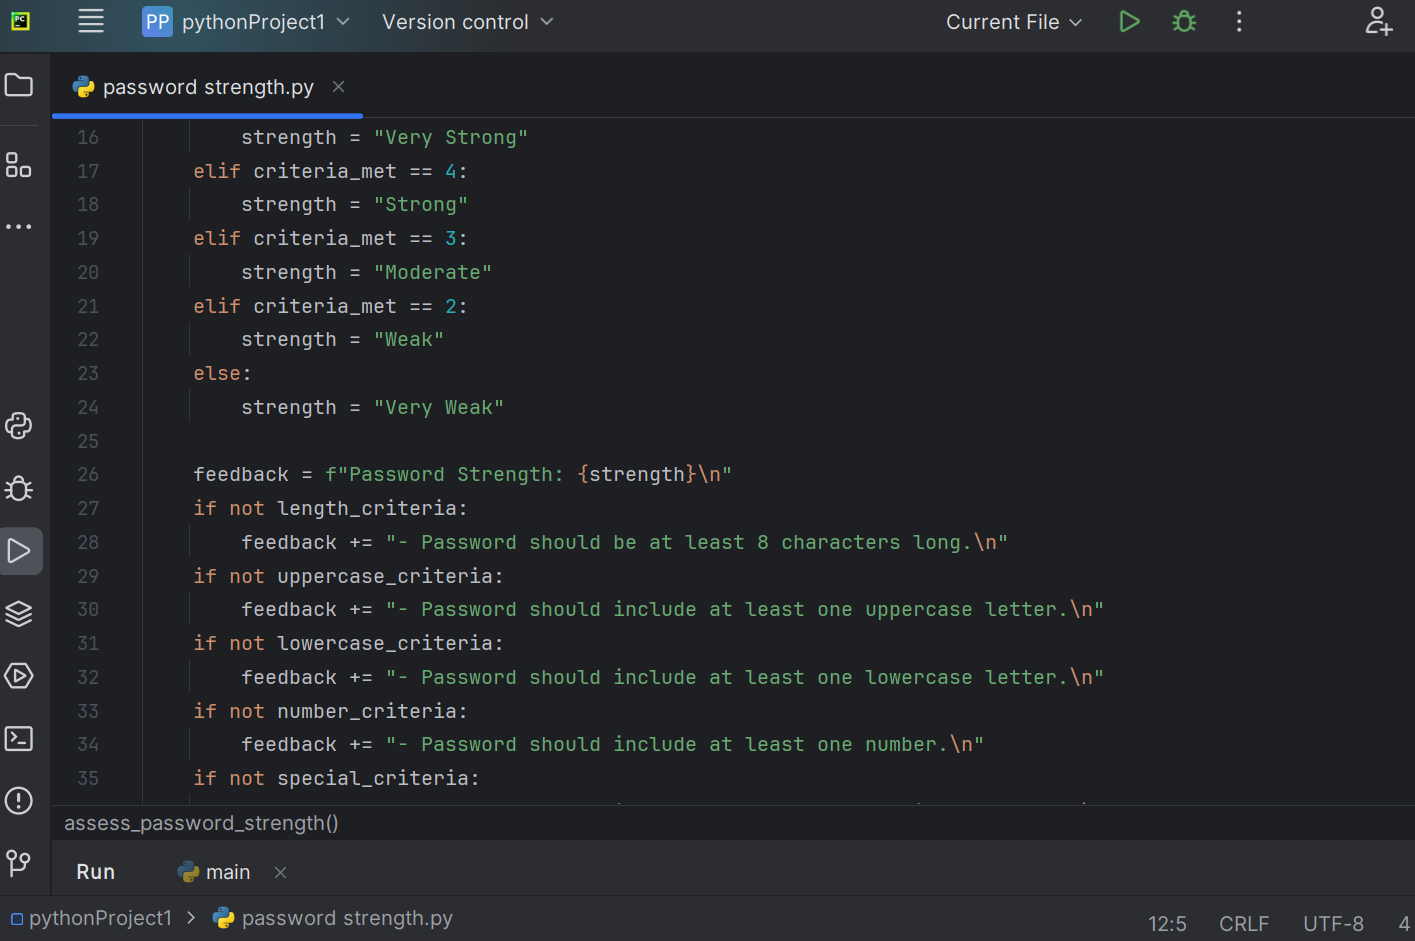 PC
PP pythonProject1 Version control Current File
password strength.py
16 strength = "Very Strong"
17 elif criteria_met == 4:
18 strength = "Strong"
19 elif criteria_met == 3:
20 strength = "Moderate"
21 elif criteria_met == 2:
22 strength = "Weak"
23 else:
24 strength = "Very Weak"
25
26 feedback = f"Password Strength: {strength}\n"
27 if not length_criteria:
28 feedback += "- Password should be at least 8 characters long.\n"
29 if not uppercase_criteria:
30 feedback += "- Password should include at least one uppercase letter.\n"
31 if not lowercase_criteria:
32 feedback += "- Password should include at least one lowercase letter.\n"
33 if not number_criteria:
34 feedback += "- Password should include at least one number.\n"
35 if not special_criteria:
assess_password_strength()
Run main
pythonProject1 > password strength.py 12:5 CRLF UTF-8 4